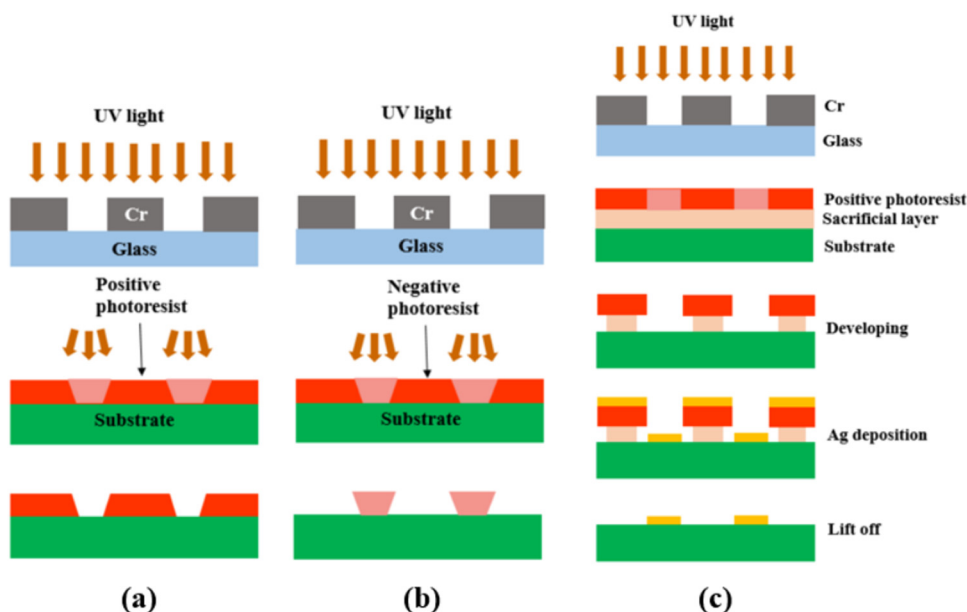 UV light
Cr
Glass
Positive
photoresist
Substrate
(a)
UV light
Cr
Glass
Negative
photoresist
Substrate
(b)
UV light
Cr
Glass
Positive photoresist
Sacrificial layer
Substrate
Developing
Ag deposition
Lift off
(c)